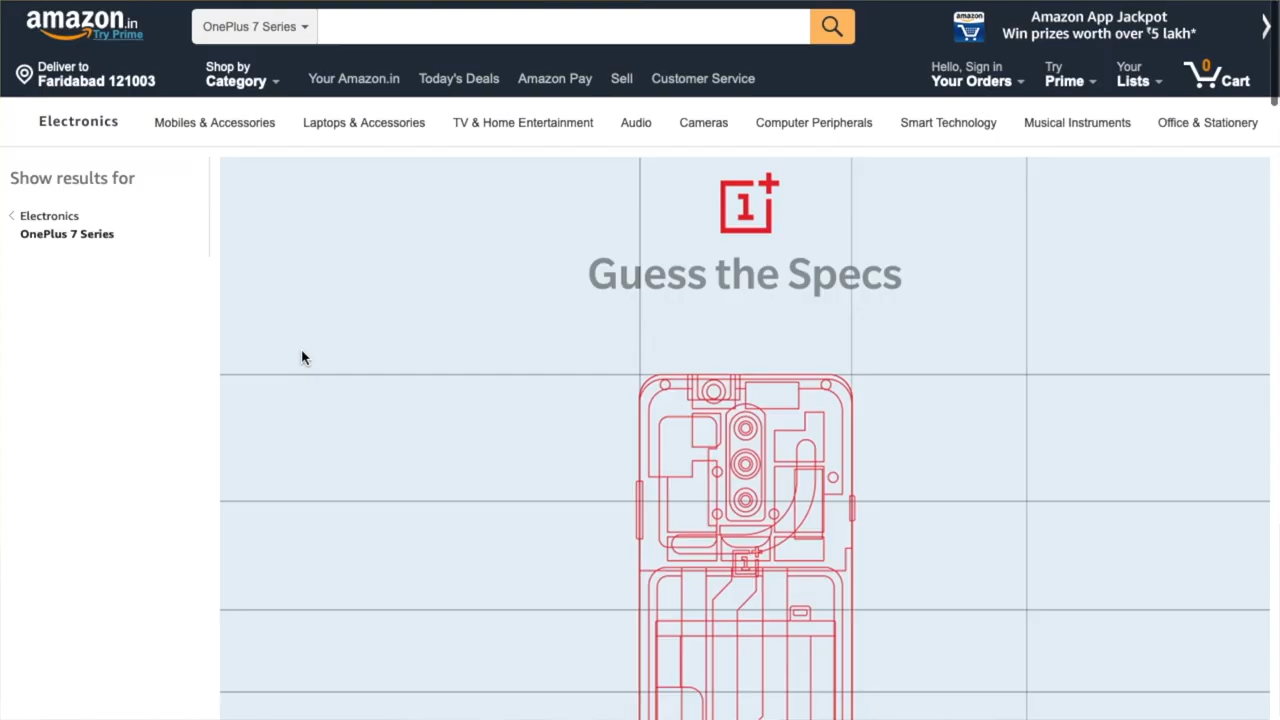 amazon.in
Try Prime
OnePlus 7 Series
amazon
Amazon App Jackpot
Win prizes worth over ₹5 lakh*
Deliver to
Faridabad 121003
Shop by
Category
Your Amazon.in
Today's Deals
Amazon Pay
Sell
Customer Service
Hello, Sign in
Your Orders
Try
Prime
Your
Lists
0
Cart
Electronics
Mobiles & Accessories
Laptops & Accessories
TV & Home Entertainment
Audio
Cameras
Computer Peripherals
Smart Technology
Musical Instruments
Office & Stationery
Show results for
Electronics
OnePlus 7 Series
1+
Guess the Specs
1+